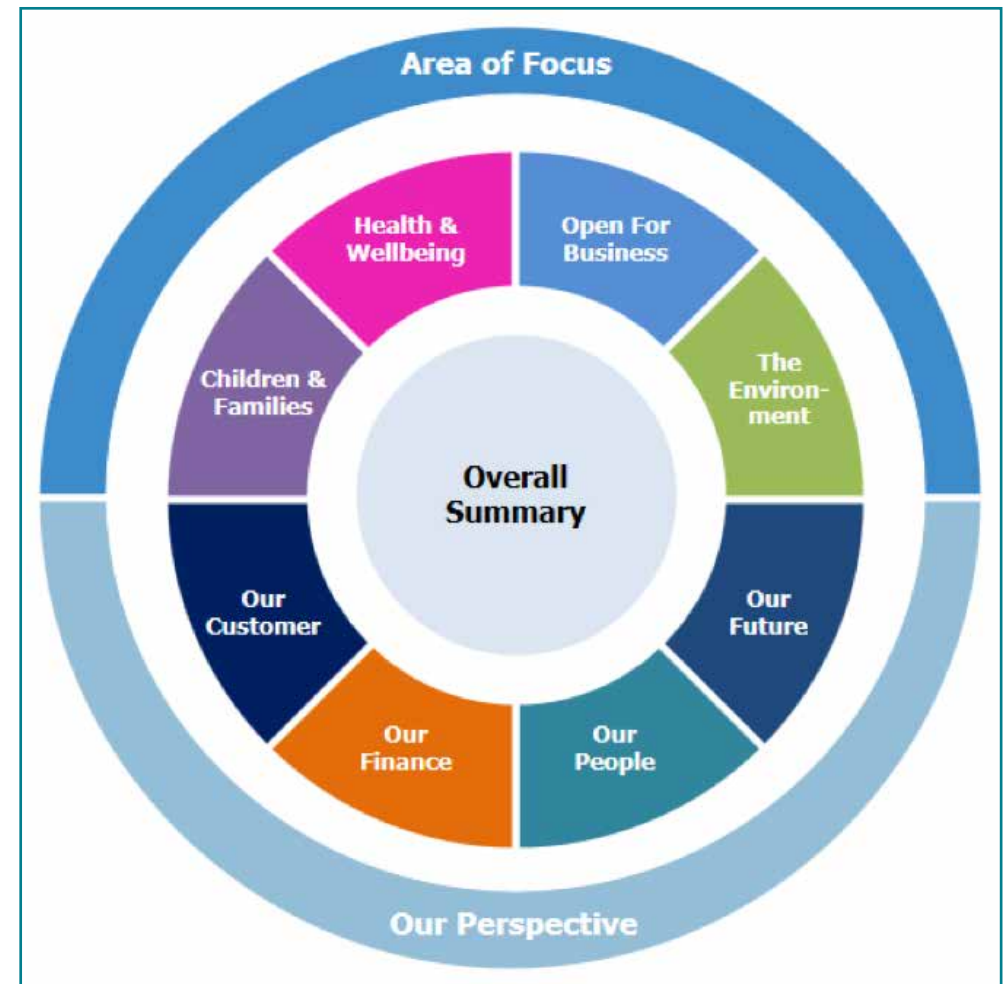 Area of Focus
Health &
Wellbeing
Open For
Business
Children &
Families
The
Environ-
ment
Overall
Summary
Our
Customer
Our
Future
Our
Finance
Our
People
Our Perspective